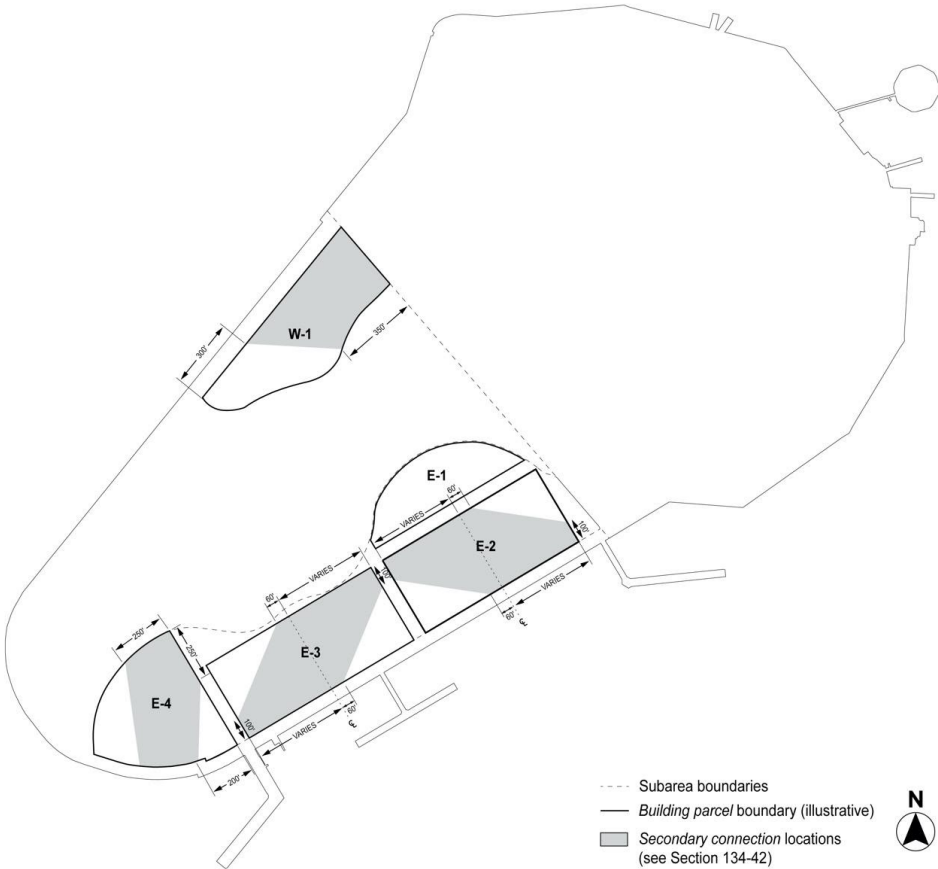 W-1
300'
350'
E-1
60'
VARIES
100'
E-2
VARIES
60'
60'
VARIES
100'
E-3
250'
250'
E-4
100'
VARIES
60'
200'
Subarea boundaries
Building parcel boundary (illustrative)
Secondary connection locations
(see Section 134-42)
N